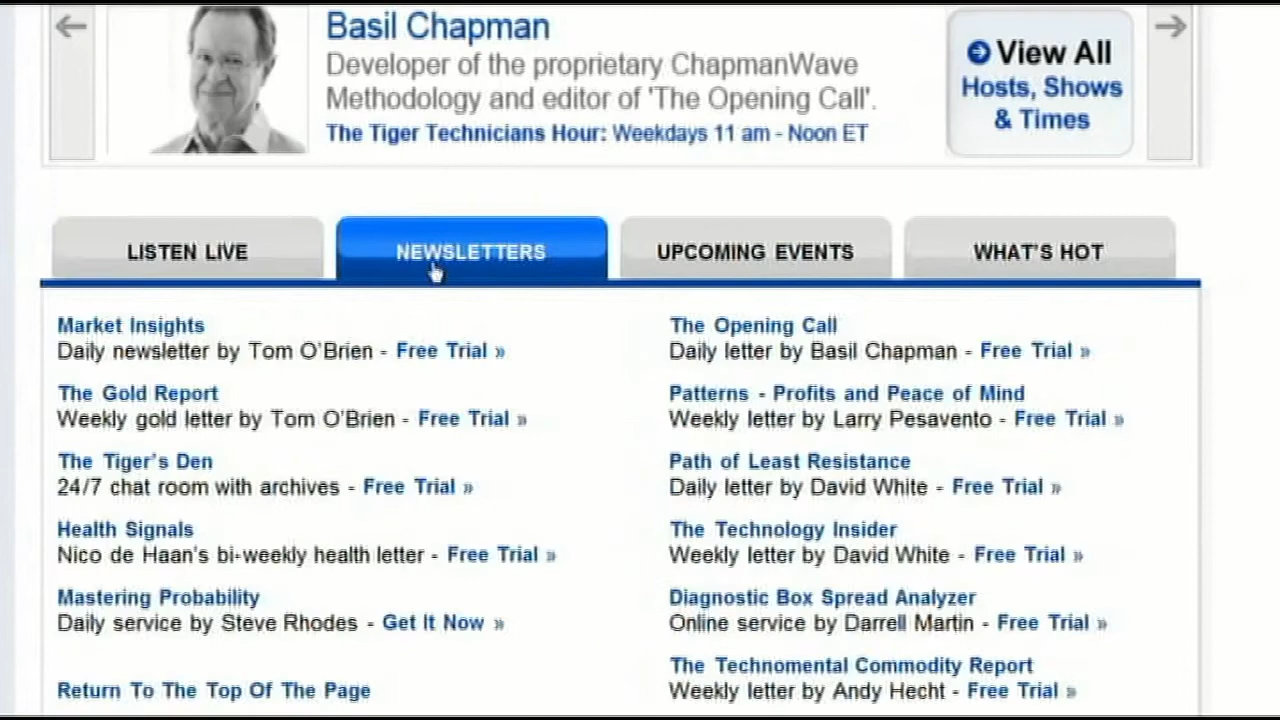 Basil Chapman
Developer of the proprietary ChapmanWave
Methodology and editor of 'The Opening Call'.
The Tiger Technicians Hour: Weekdays 11 am - Noon ET
View All
Hosts, Shows
& Times
LISTEN LIVE
NEWSLETTERS
UPCOMING EVENTS
WHAT'S HOT
Market Insights
Daily newsletter by Tom O'Brien - Free Trial »
The Gold Report
Weekly gold letter by Tom O'Brien - Free Trial »
The Tiger's Den
24/7 chat room with archives - Free Trial »
Health Signals
Nico de Haan's bi-weekly health letter - Free Trial »
Mastering Probability
Daily service by Steve Rhodes - Get It Now »
Return To The Top Of The Page
The Opening Call
Daily letter by Basil Chapman - Free Trial »
Patterns - Profits and Peace of Mind
Weekly letter by Larry Pesavento - Free Trial »
Path of Least Resistance
Daily letter by David White - Free Trial »
The Technology Insider
Weekly letter by David White - Free Trial »
Diagnostic Box Spread Analyzer
Online service by Darrell Martin - Free Trial »
The Technomental Commodity Report
Weekly letter by Andy Hecht - Free Trial »